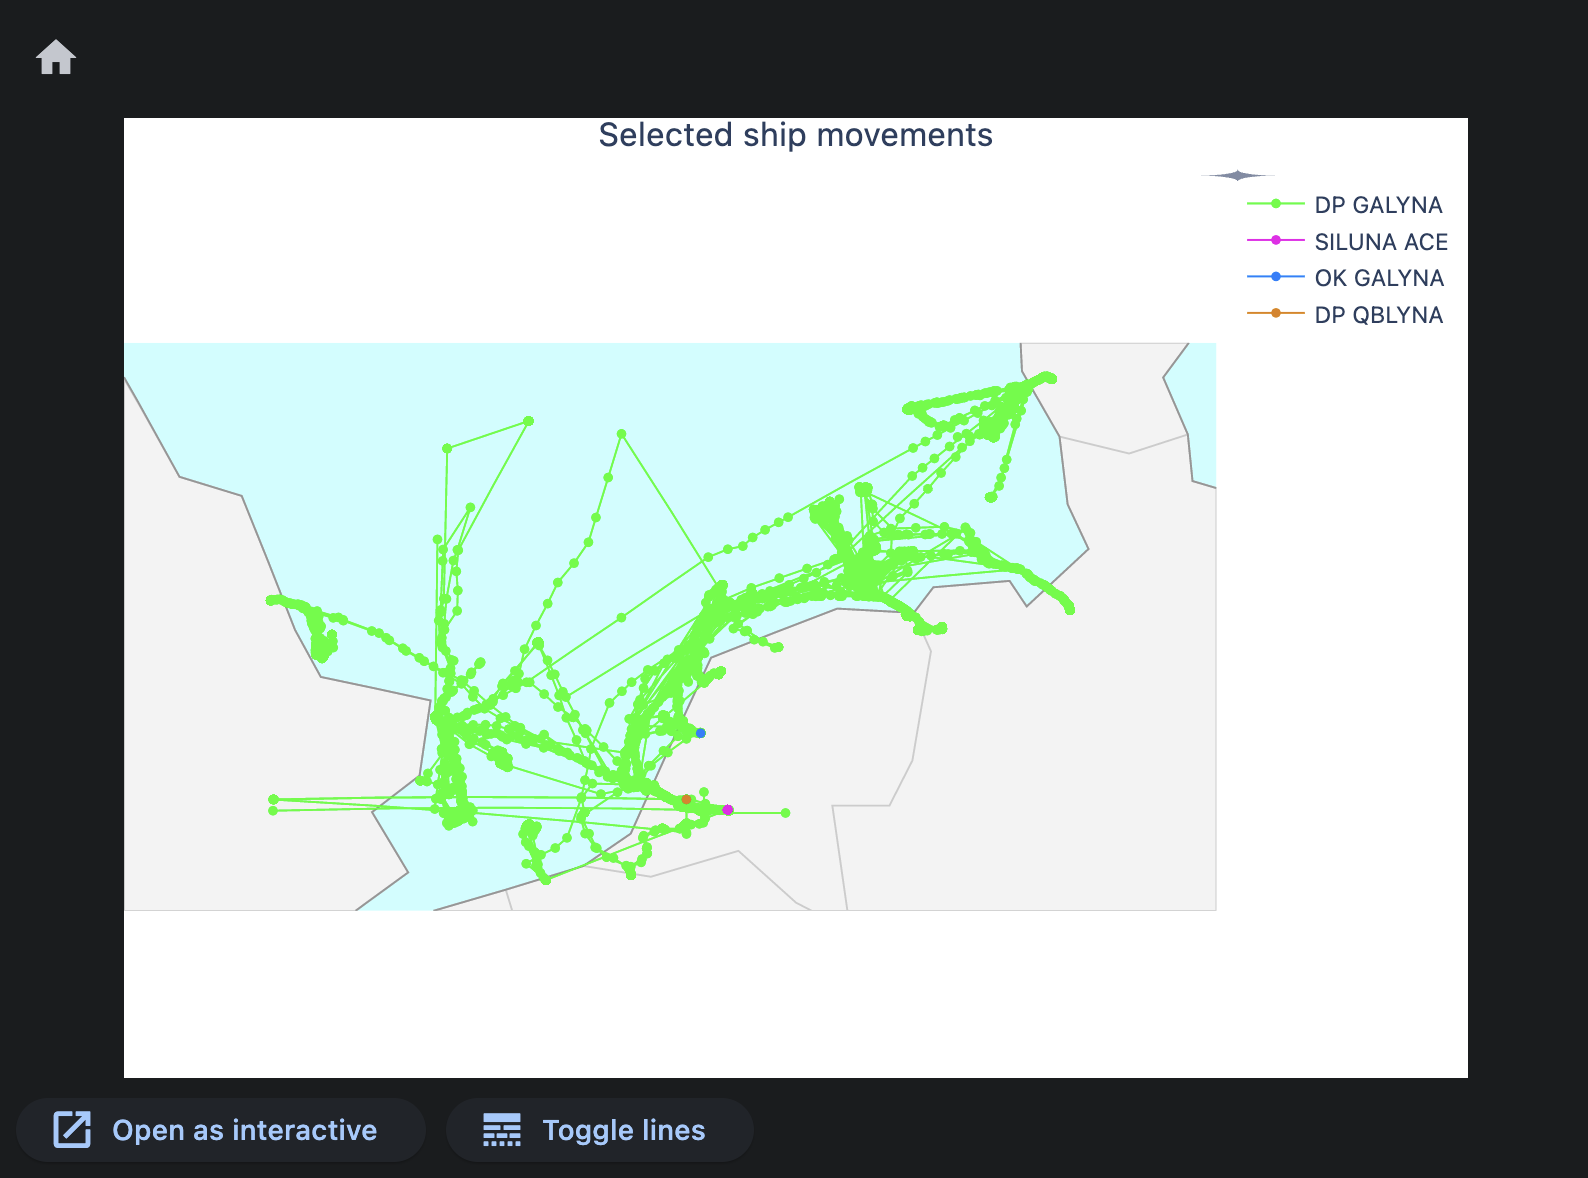 Selected ship movements
DP GALYNA
SILUNA ACE
OK GALYNA
DP QBLYNA
Open as interactive
Toggle lines